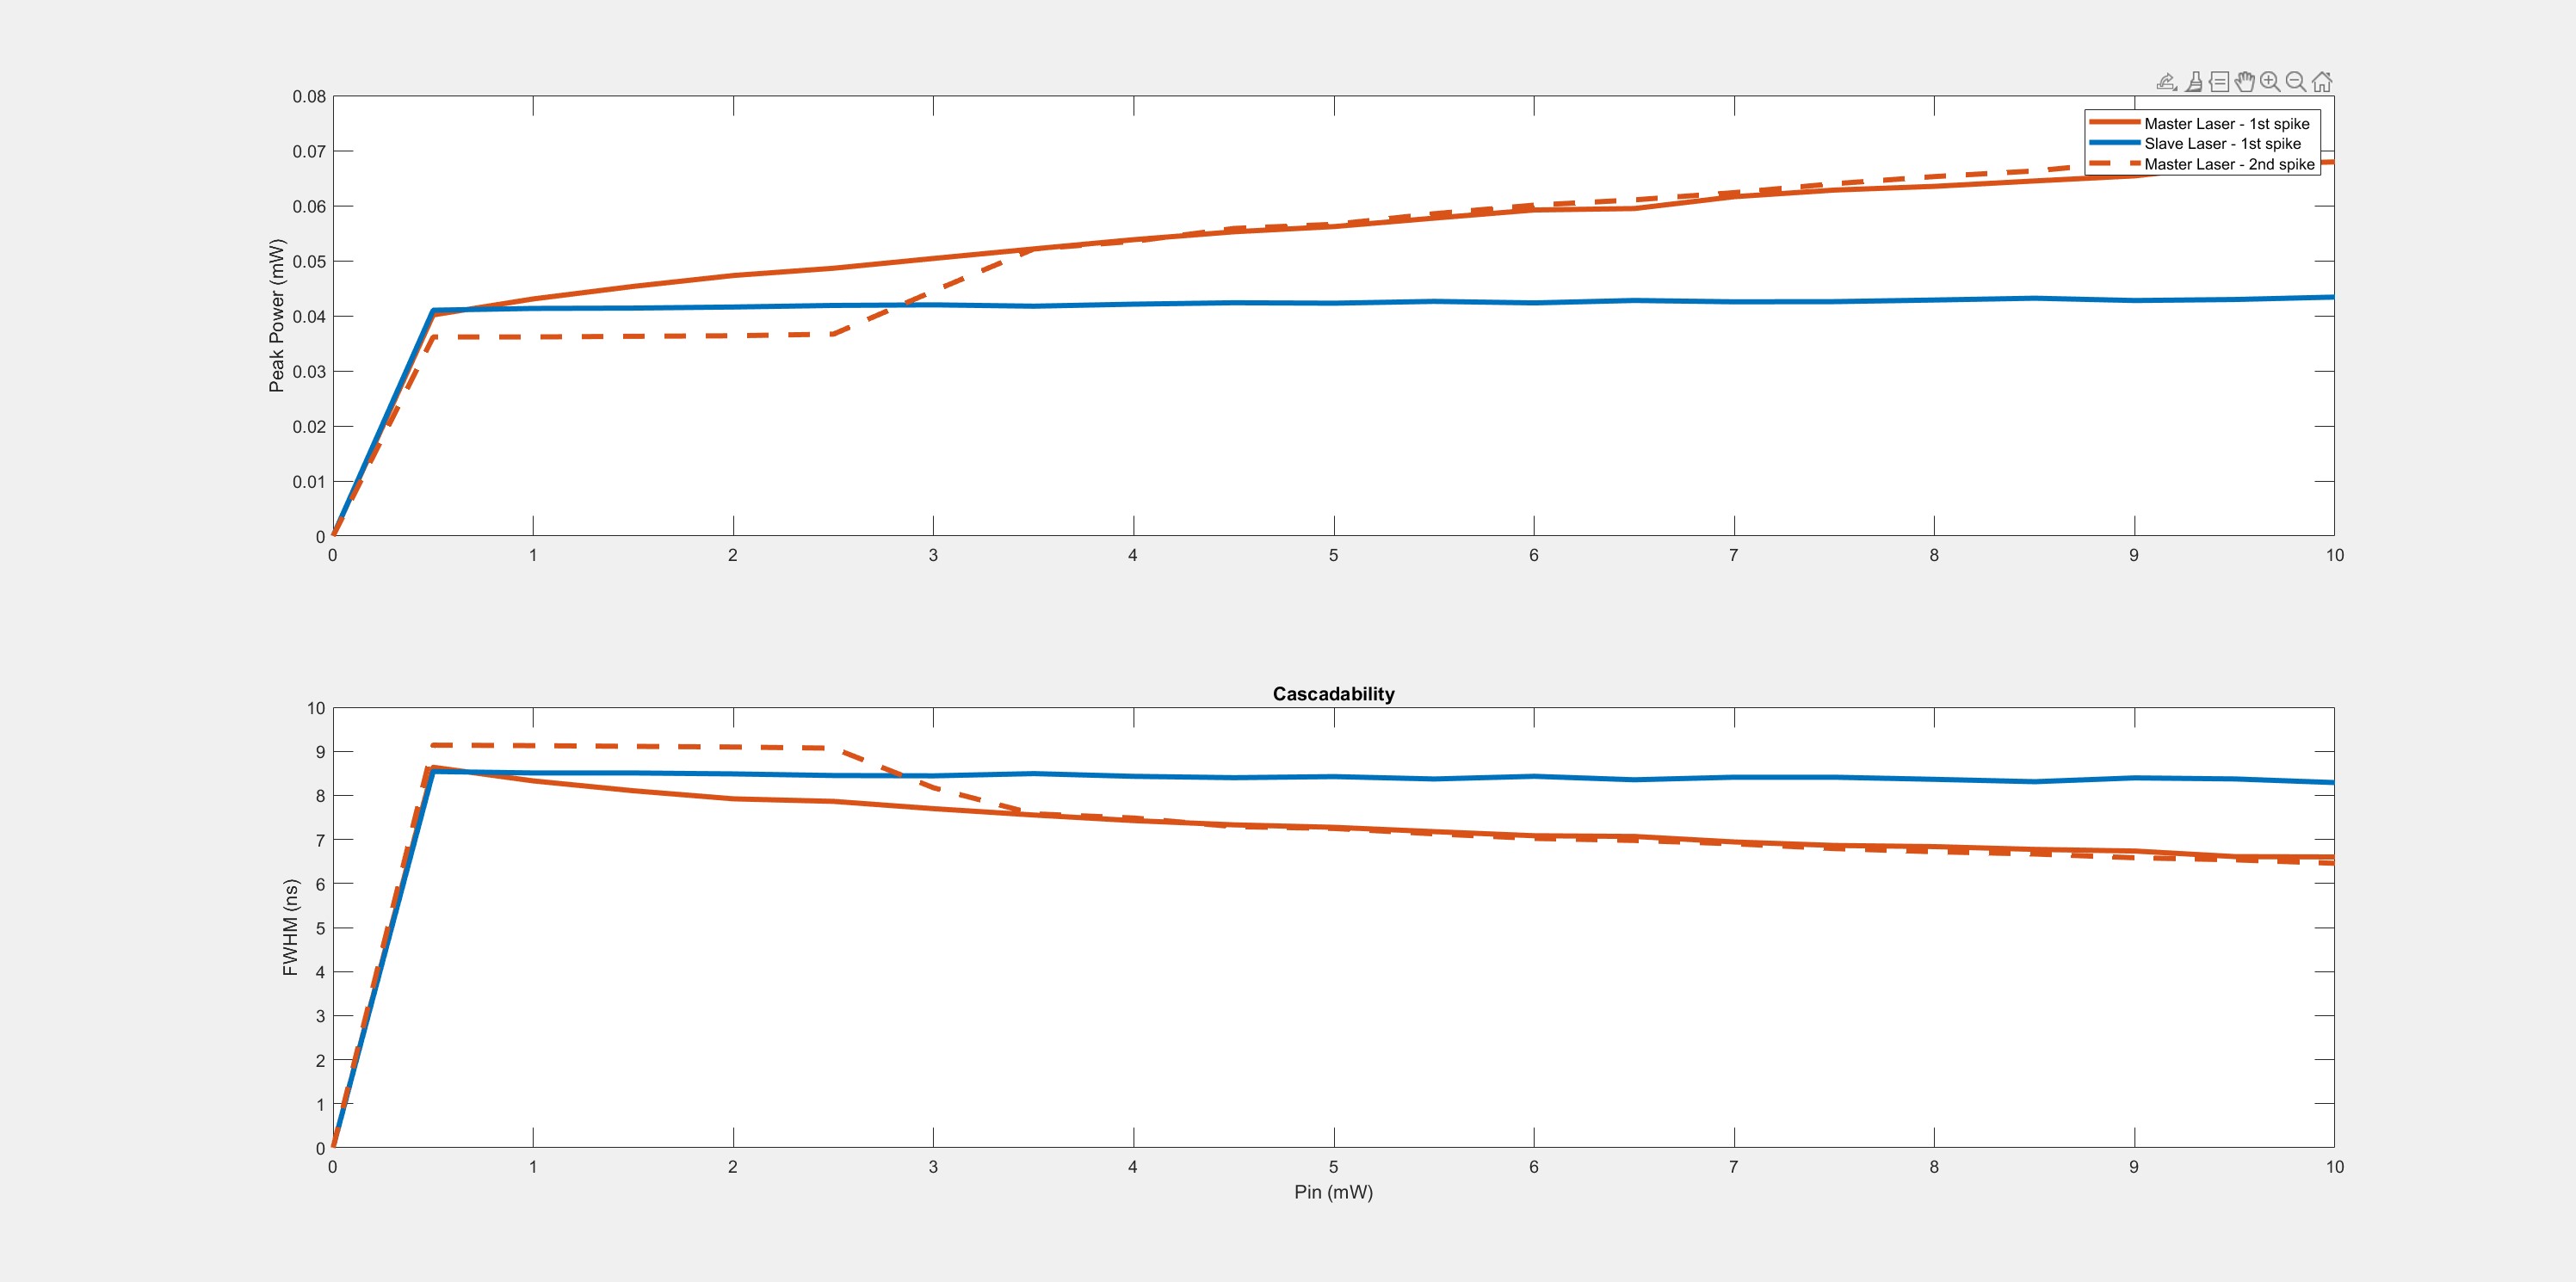 0.08
0.07
0.06
0.05
0.04
0.03
0.02
0.01
0
Peak Power (mW)
Master Laser - 1st spike
Slave Laser - 1st spike
Master Laser - 2nd spike
0 1 2 3 4 5 6 7 8 9 10
Cascadability
10
9
8
7
6
5
4
3
2
1
0
FWHM (ns)
0 1 2 3 4 5 6 7 8 9 10
Pin (mW)